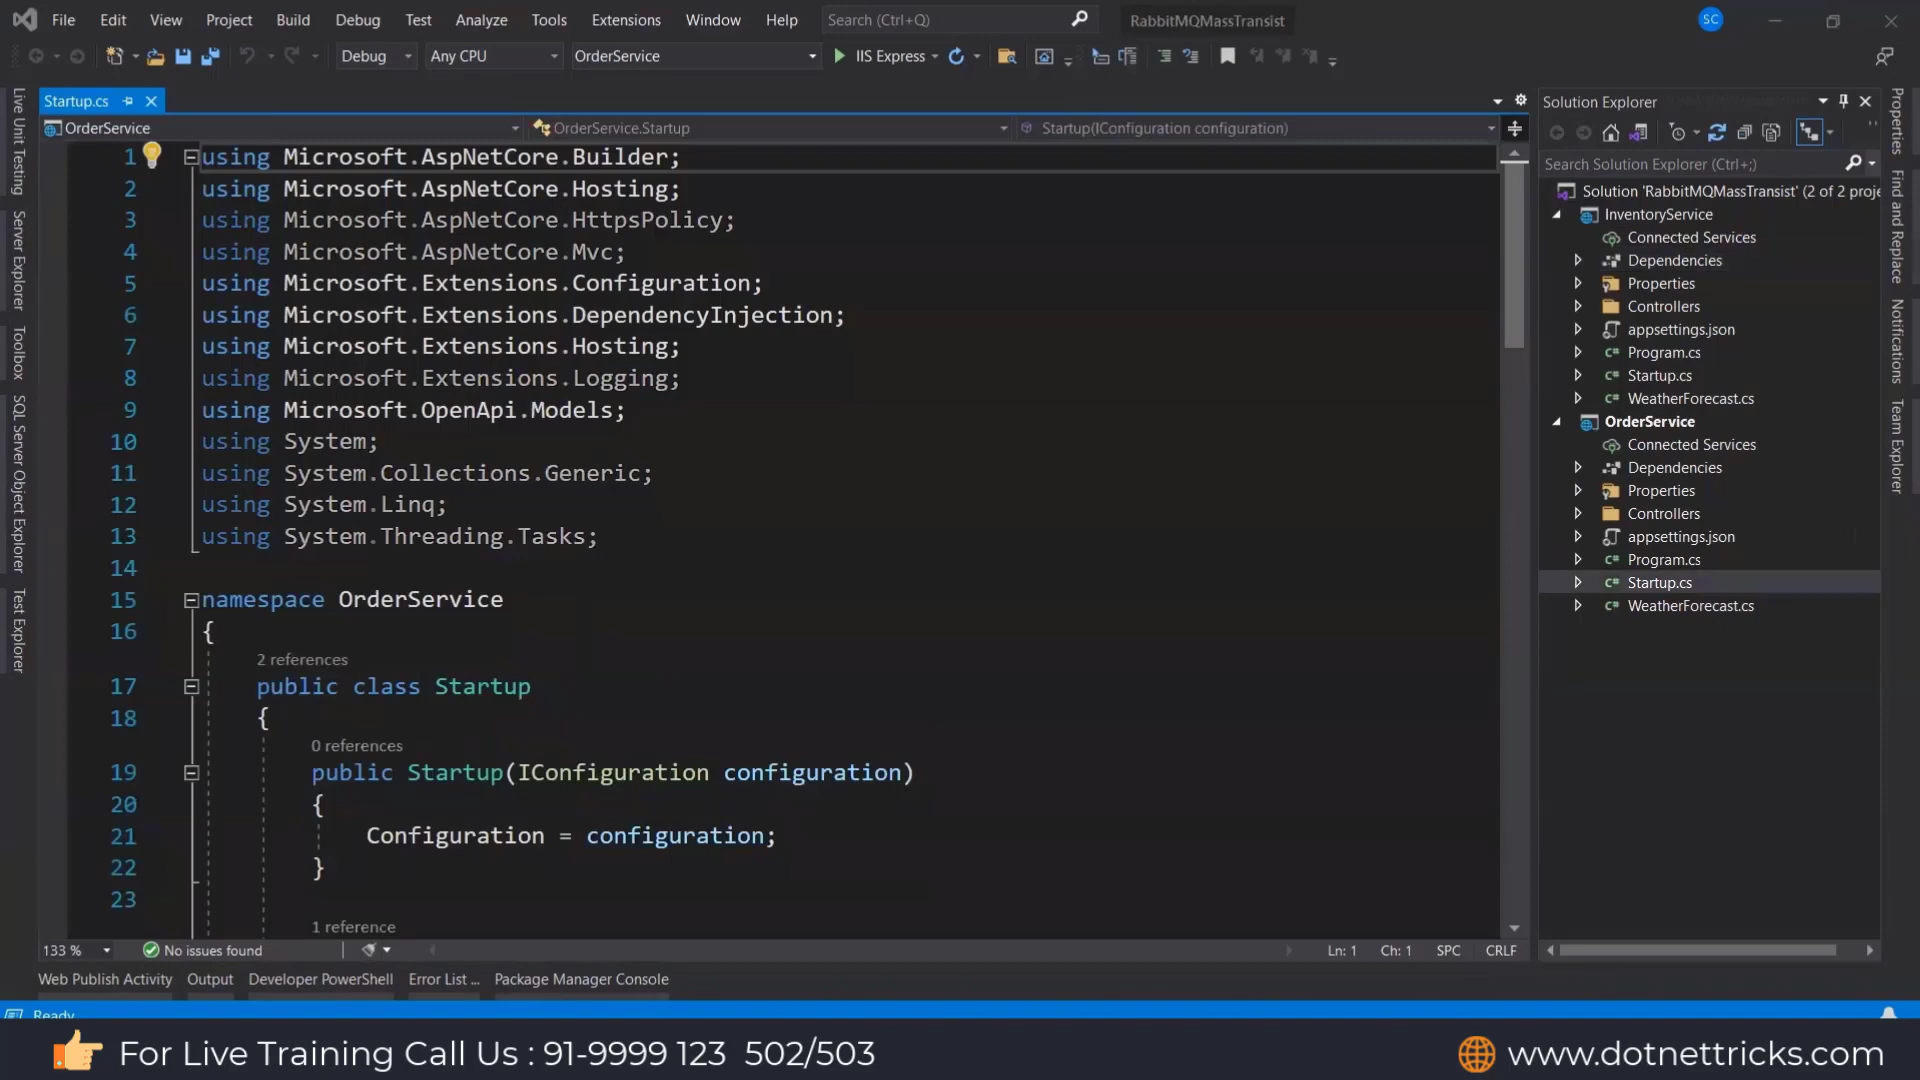 File Edit View Project Build Debug Test Analyze Tools Extensions Window Help Search (Ctrl+Q) RabbitMQMassTransist SC
Debug Any CPU OrderService IIS Express
Startup.cs
OrderService OrderService.Startup Startup(IConfiguration configuration)
1 using Microsoft.AspNetCore.Builder;
2 using Microsoft.AspNetCore.Hosting;
3 using Microsoft.AspNetCore.HttpsPolicy;
4 using Microsoft.AspNetCore.Mvc;
5 using Microsoft.Extensions.Configuration;
6 using Microsoft.Extensions.DependencyInjection;
7 using Microsoft.Extensions.Hosting;
8 using Microsoft.Extensions.Logging;
9 using Microsoft.OpenApi.Models;
10 using System;
11 using System.Collections.Generic;
12 using System.Linq;
13 using System.Threading.Tasks;
14
15 namespace OrderService
16 {
2 references
17 public class Startup
18 {
0 references
19 public Startup(IConfiguration configuration)
20 {
21 Configuration = configuration;
22 }
23
1 reference
133 % No issues found Ln: 1 Ch: 1 SPC CRLF
Live Unit Testing
Server Explorer
Toolbox
SQL Server Object Explorer
Test Explorer
Solution Explorer
Search Solution Explorer (Ctrl+;)
Solution 'RabbitMQMassTransist' (2 of 2 proje
InventoryService
Connected Services
Dependencies
Properties
Controllers
appsettings.json
C# Program.cs
C# Startup.cs
C# WeatherForecast.cs
OrderService
Connected Services
Dependencies
Properties
Controllers
appsettings.json
C# Program.cs
C# Startup.cs
C# WeatherForecast.cs
Properties
Find and Replace
Notifications
Team Explorer
Web Publish Activity Output Developer PowerShell Error List ... Package Manager Console
Ready
For Live Training Call Us : 91-9999 123 502/503
www.dotnettricks.com